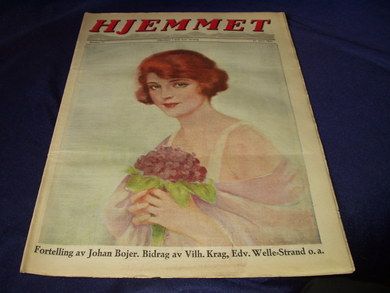 HJEMMET
Fortelling av Johan Bojer. Bidrag av Vilh. Krag, Edv. Welle-Strand o. a.